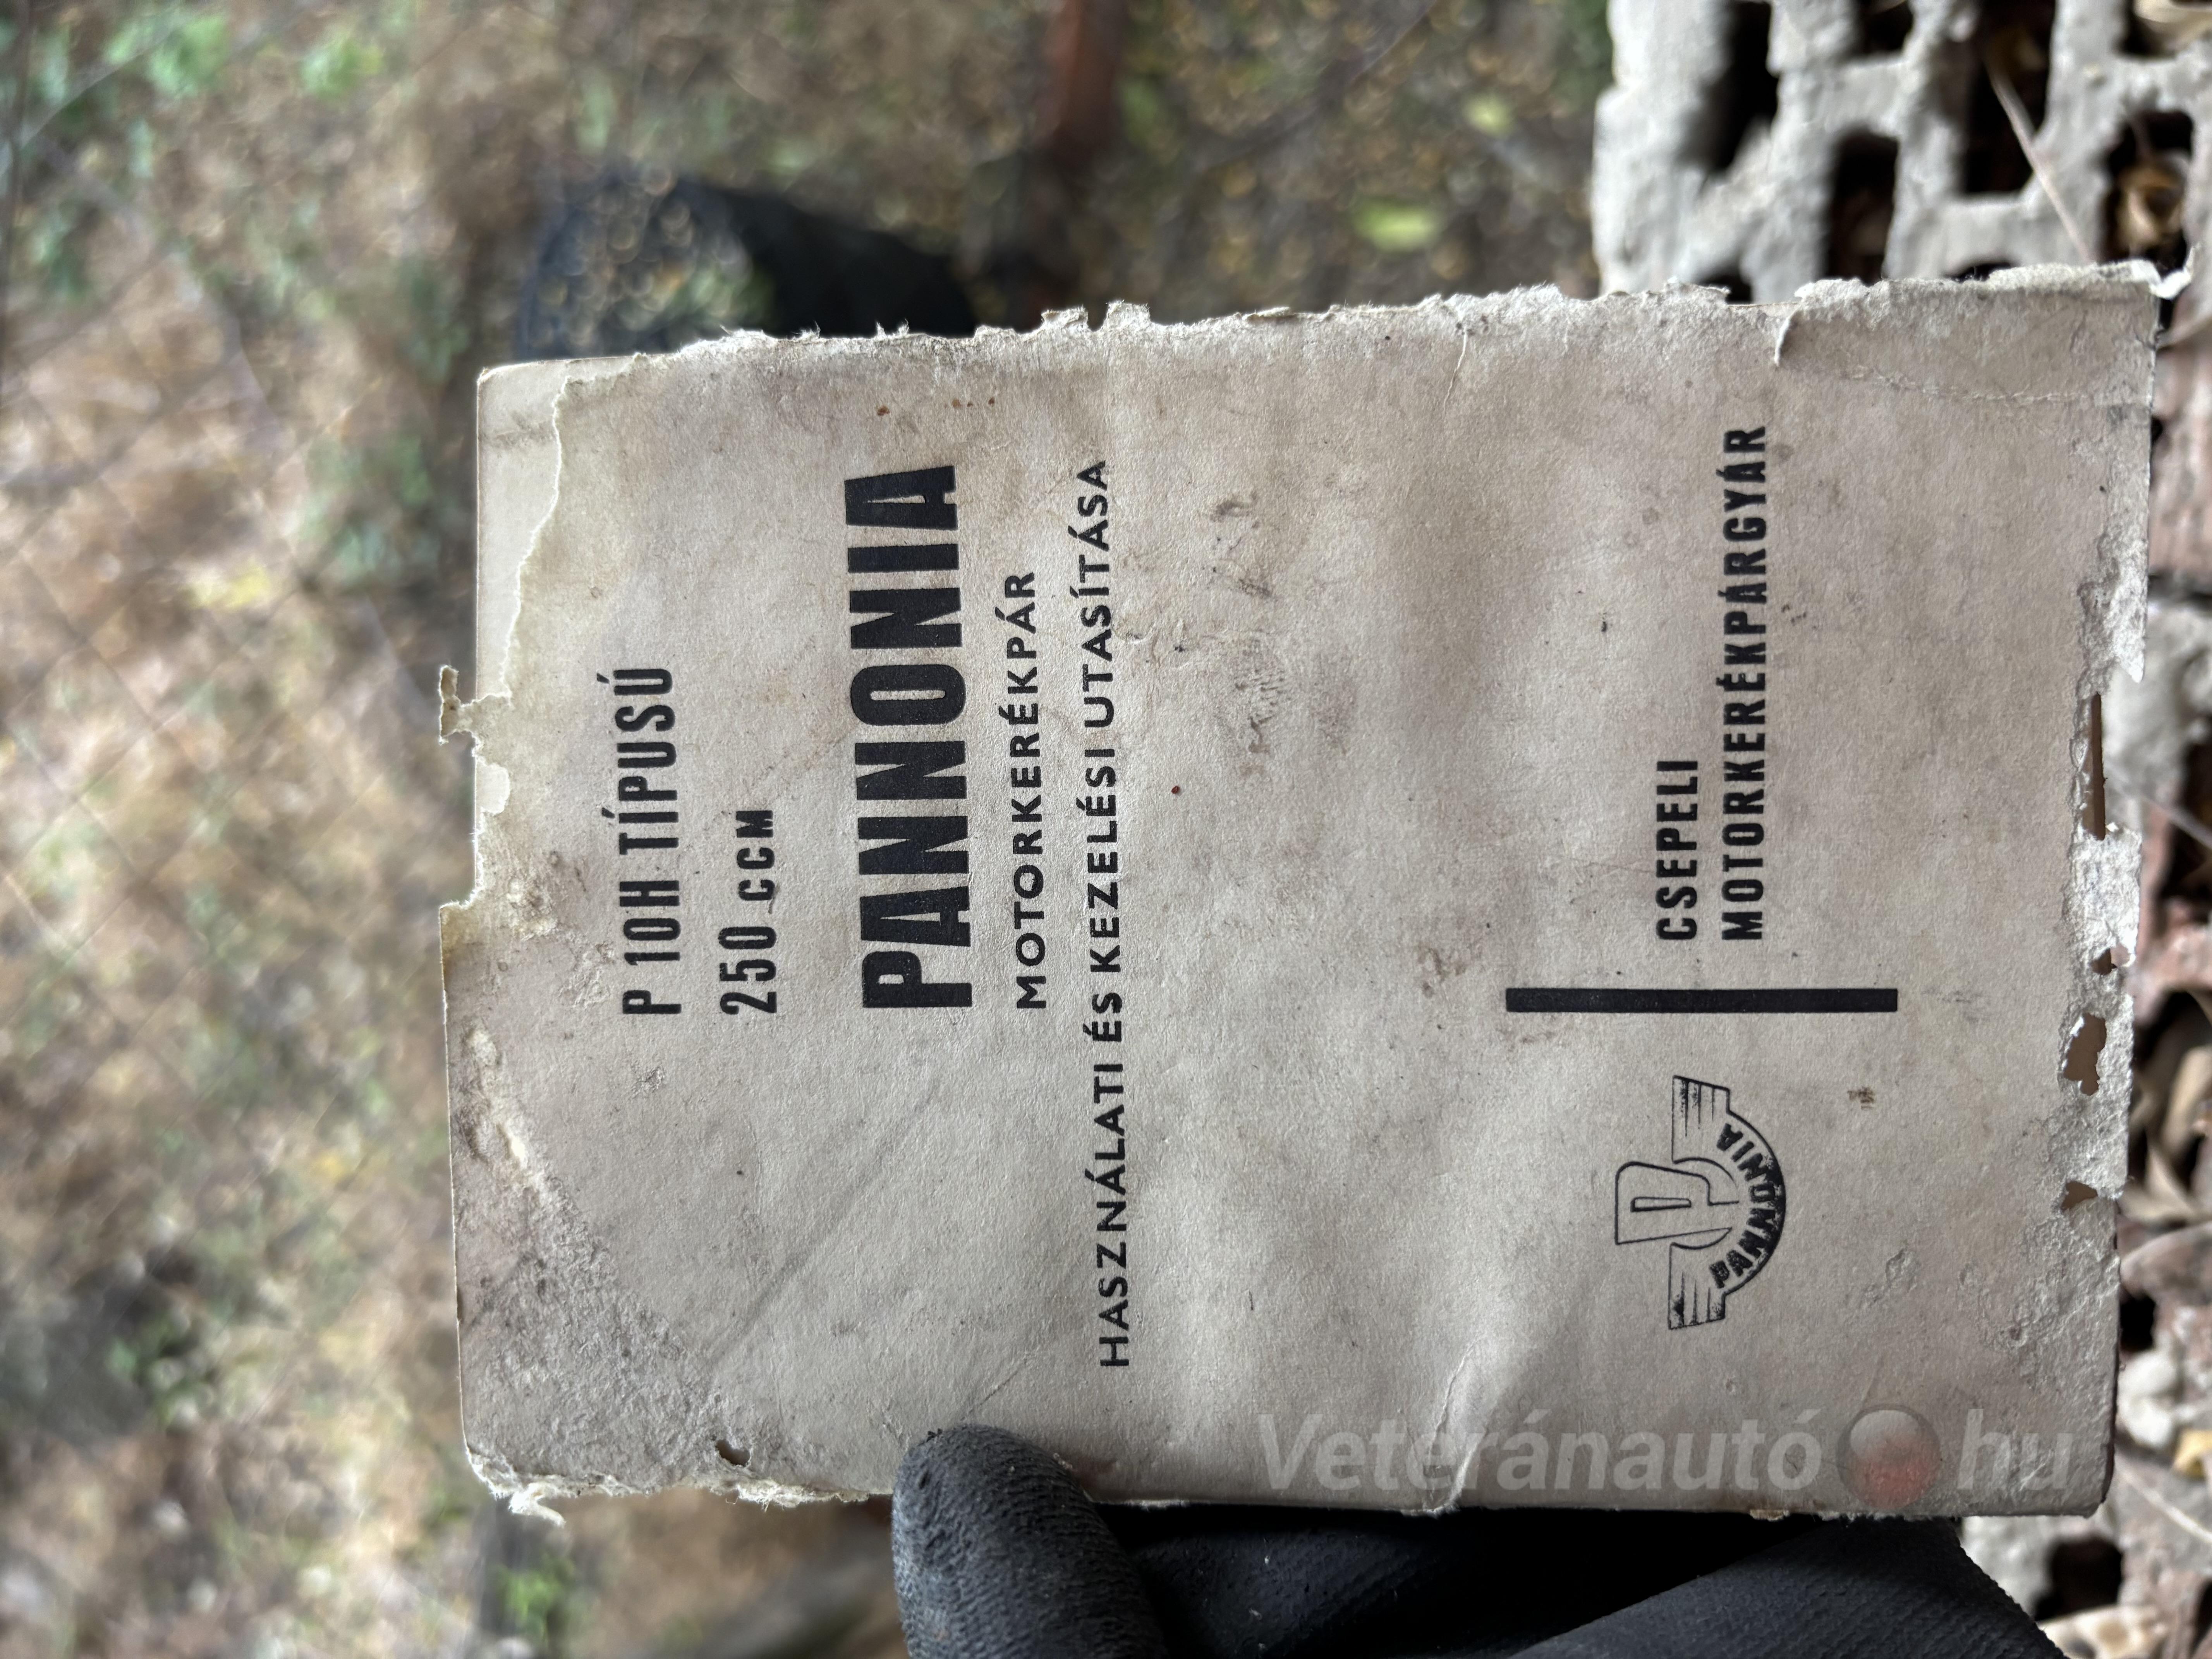 P 10H TÍPUSÚ
250 CCM
PANNONIA
MOTORKERÉKPÁR
HASZNÁLATI ÉS KEZELÉSI UTASÍTÁSA
P
PANNONIA
CSEPELI
MOTORKERÉKPÁRGYÁR
Veteránautó hu